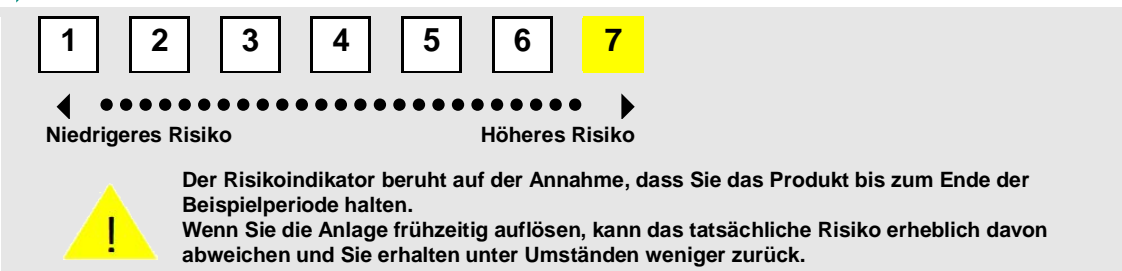 1 2 3 4 5 6 7
Niedrigeres Risiko Höheres Risiko
!
Der Risikoindikator beruht auf der Annahme, dass Sie das Produkt bis zum Ende der
Beispielperiode halten.
Wenn Sie die Anlage frühzeitig auflösen, kann das tatsächliche Risiko erheblich davon
abweichen und Sie erhalten unter Umständen weniger zurück.